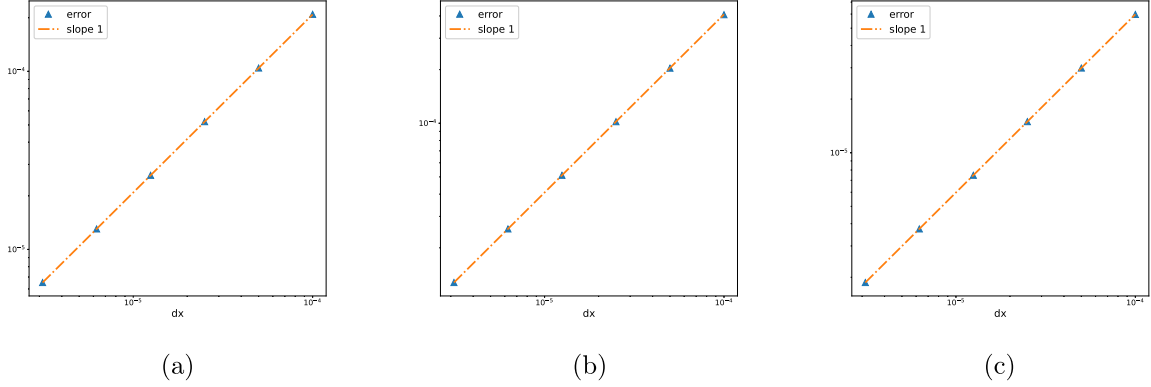 error
slope 1
10⁻⁴
10⁻⁵
10⁻⁵
10⁻⁴
dx
(a)
error
slope 1
10⁻⁴
10⁻⁵
10⁻⁴
dx
(b)
error
slope 1
10⁻⁵
10⁻⁵
10⁻⁴
dx
(c)